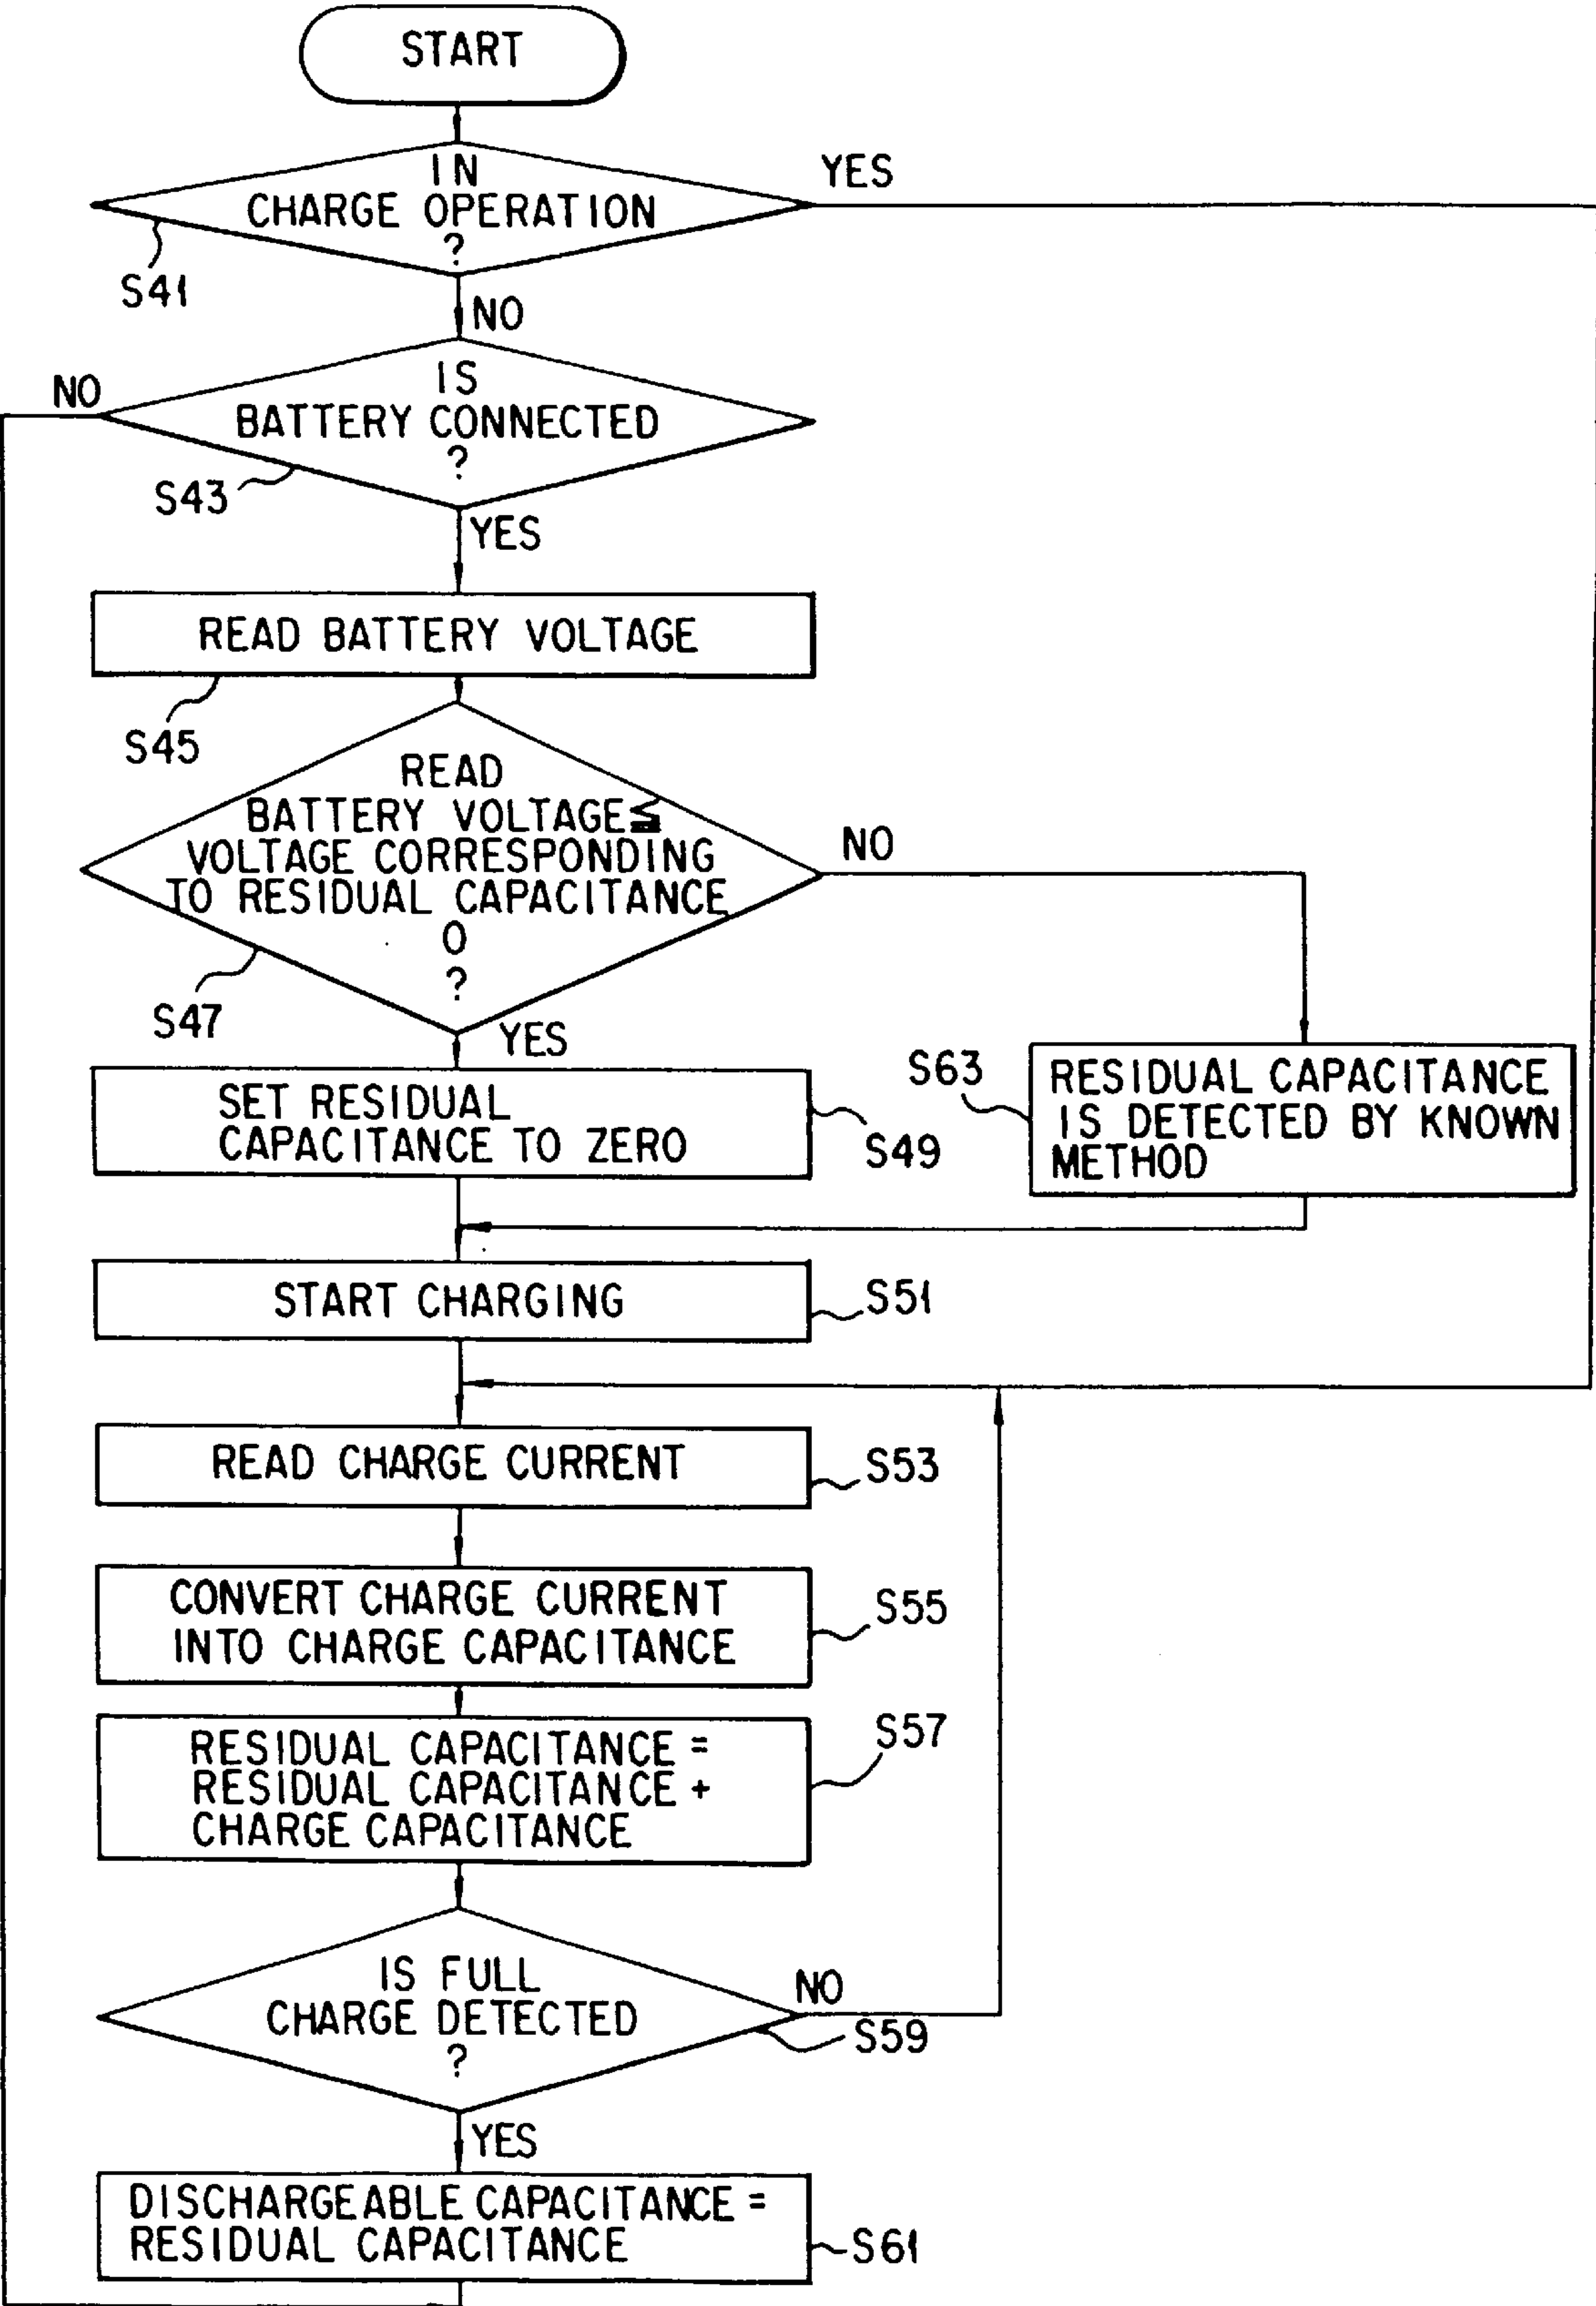 START
IN
CHARGE OPERATION
?
YES
S41
NO
IS
BATTERY CONNECTED
?
NO
S43
YES
READ BATTERY VOLTAGE
S45
READ
BATTERY VOLTAGE≦
VOLTAGE CORRESPONDING
TO RESIDUAL CAPACITANCE
0
?
NO
S47
YES
SET RESIDUAL
CAPACITANCE TO ZERO
S49
S63
RESIDUAL CAPACITANCE
IS DETECTED BY KNOWN
METHOD
START CHARGING
S51
READ CHARGE CURRENT
S53
CONVERT CHARGE CURRENT
INTO CHARGE CAPACITANCE
S55
RESIDUAL CAPACITANCE =
RESIDUAL CAPACITANCE +
CHARGE CAPACITANCE
S57
IS FULL
CHARGE DETECTED
?
NO
S59
YES
DISCHARGEABLE CAPACITANCE =
RESIDUAL CAPACITANCE
S61